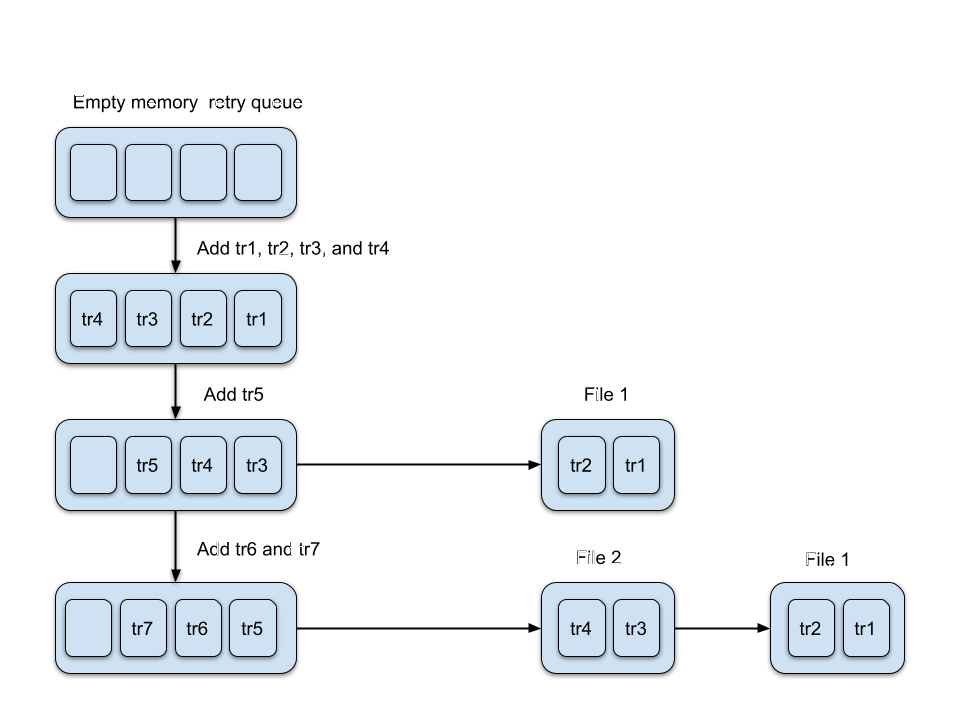 Empty memory  retry queue
Add tr1, tr2, tr3, and tr4
tr4 tr3 tr2 tr1
Add tr5
File 1
tr5 tr4 tr3
tr2 tr1
Add tr6 and tr7
File 2
File 1
tr7 tr6 tr5
tr4 tr3
tr2 tr1